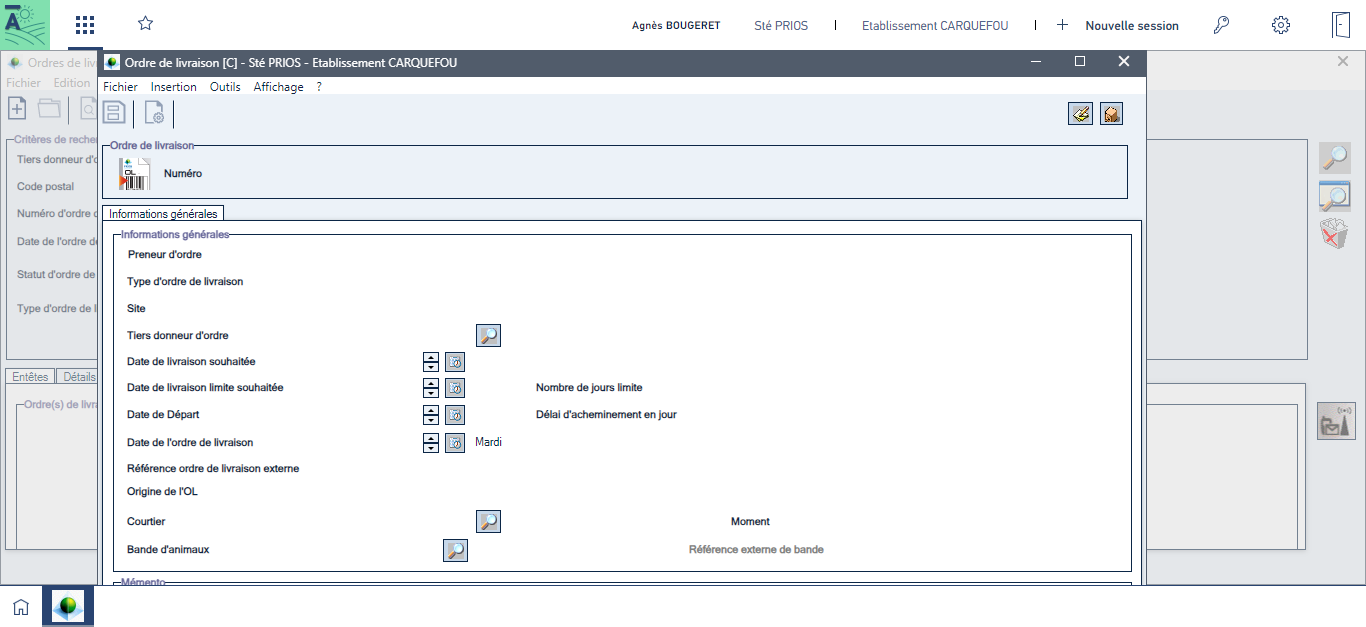 Agnès BOUGERET Sté PRIOS Etablissement CARQUEFOU Nouvelle session
Ordres de liv
Fichier Edition
Critères de recher
Tiers donneur d'o
Code postal
Numéro d'ordre
Date de l'ordre de
Statut d'ordre de
Type d'ordre de l
Entêtes Détails
Ordre(s) de livra
Ordre de livraison [C] - Sté PRIOS - Etablissement CARQUEFOU
Fichier Insertion Outils Affichage ?
Ordre de livraison
OL
Numéro
Informations générales
Informations générales
Preneur d'ordre
Type d'ordre de livraison
Site
Tiers donneur d'ordre
Date de livraison souhaitée
Date de livraison limite souhaitée Nombre de jours limite
Date de Départ Délai d'acheminement en jour
Date de l'ordre de livraison Mardi
Référence ordre de livraison externe
Origine de l'OL
Courtier Moment
Bande d'animaux Référence externe de bande
Mémento